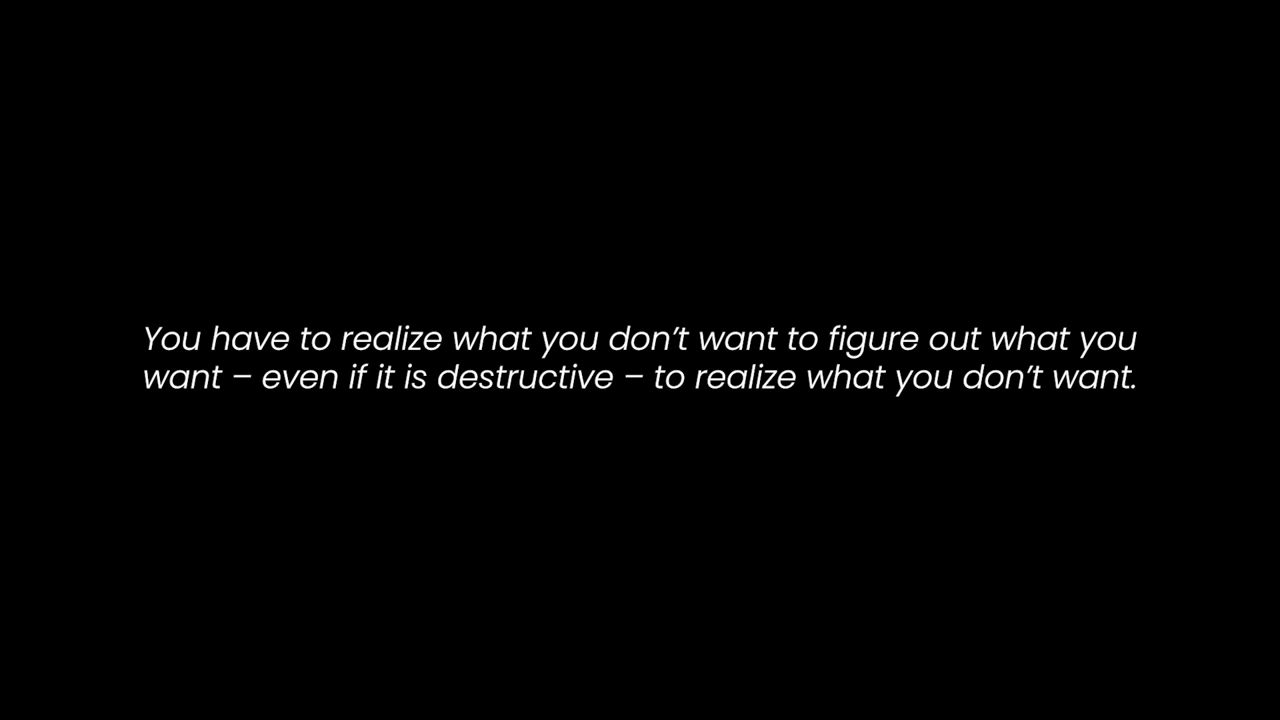 You have to realize what you don’t want to figure out what you
want – even if it is destructive – to realize what you don’t want.